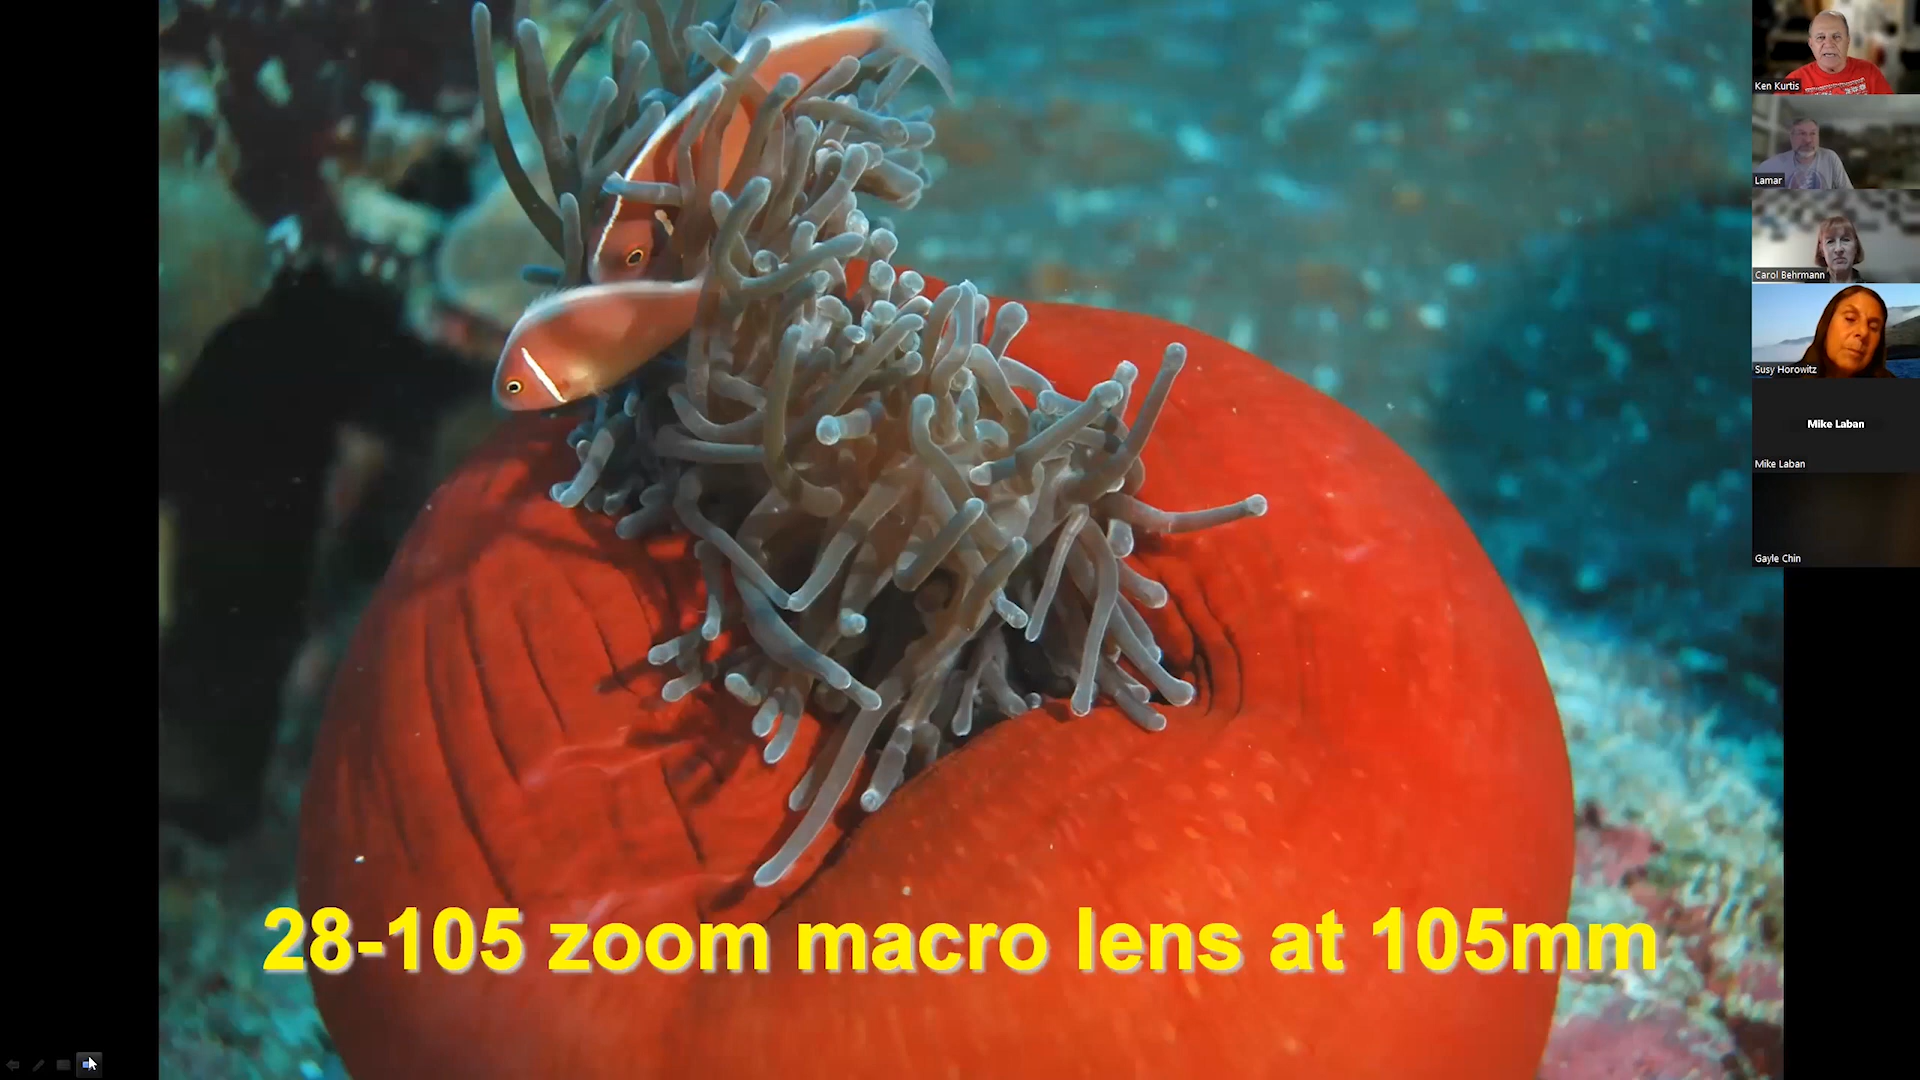 Ken Kurtis
Lamar
Carol Behrmann
Susy Horowitz
Mike Laban
Mike Laban
Gayle Chin
28-105 zoom macro lens at 105mm